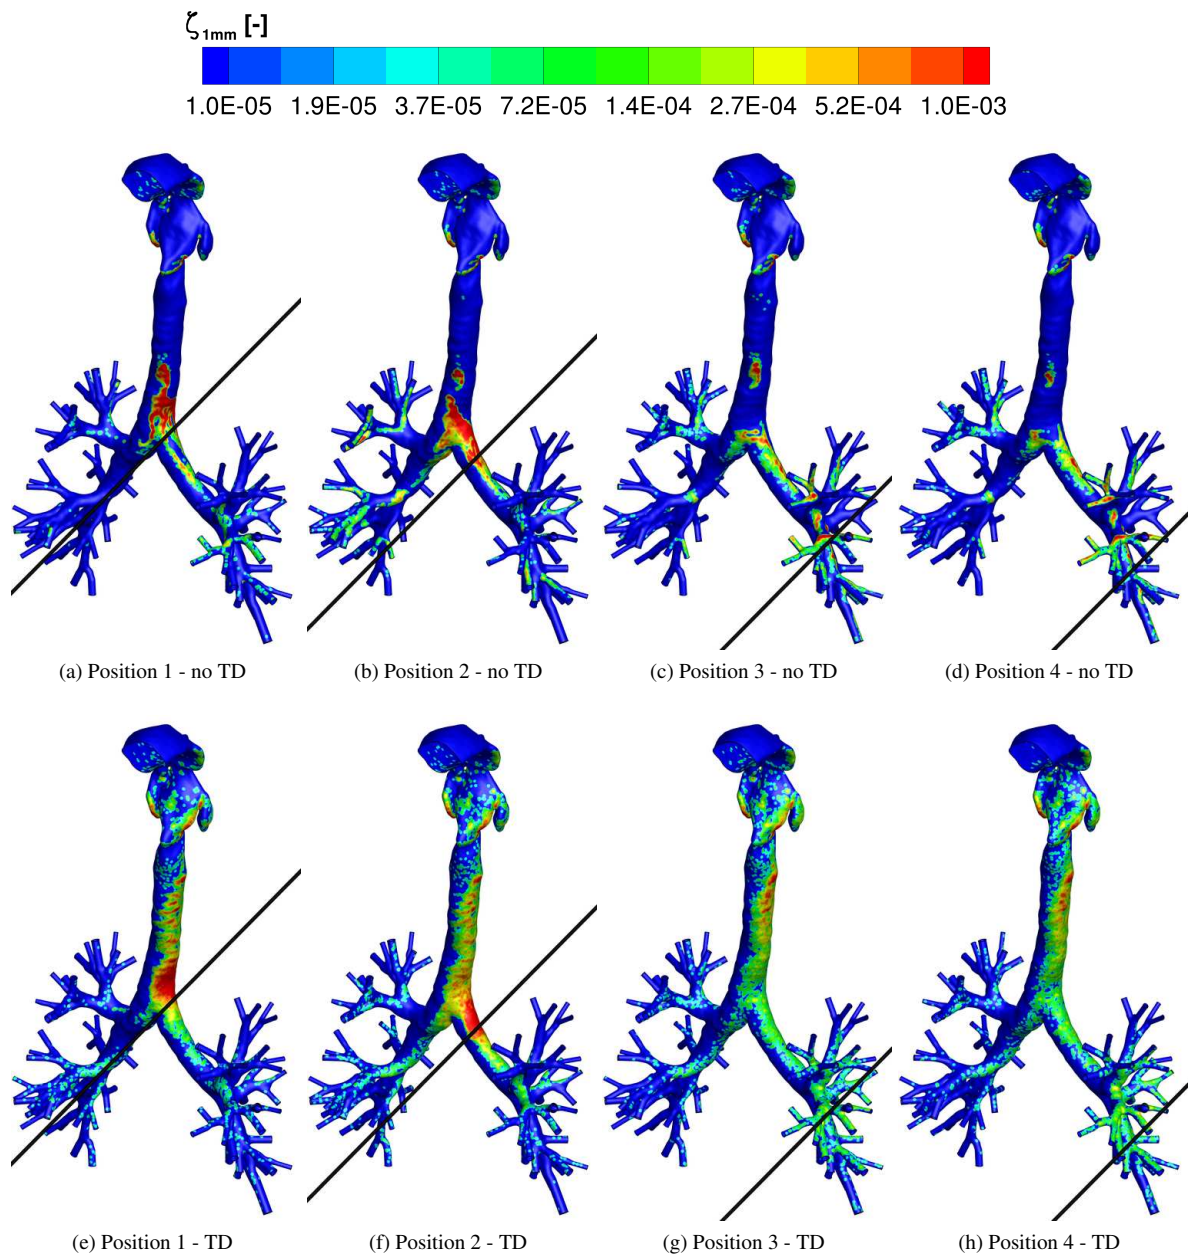 ζ1mm [-]
1.0E-05 1.9E-05 3.7E-05 7.2E-05 1.4E-04 2.7E-04 5.2E-04 1.0E-03
(a) Position 1 - no TD (b) Position 2 - no TD (c) Position 3 - no TD (d) Position 4 - no TD
(e) Position 1 - TD (f) Position 2 - TD (g) Position 3 - TD (h) Position 4 - TD